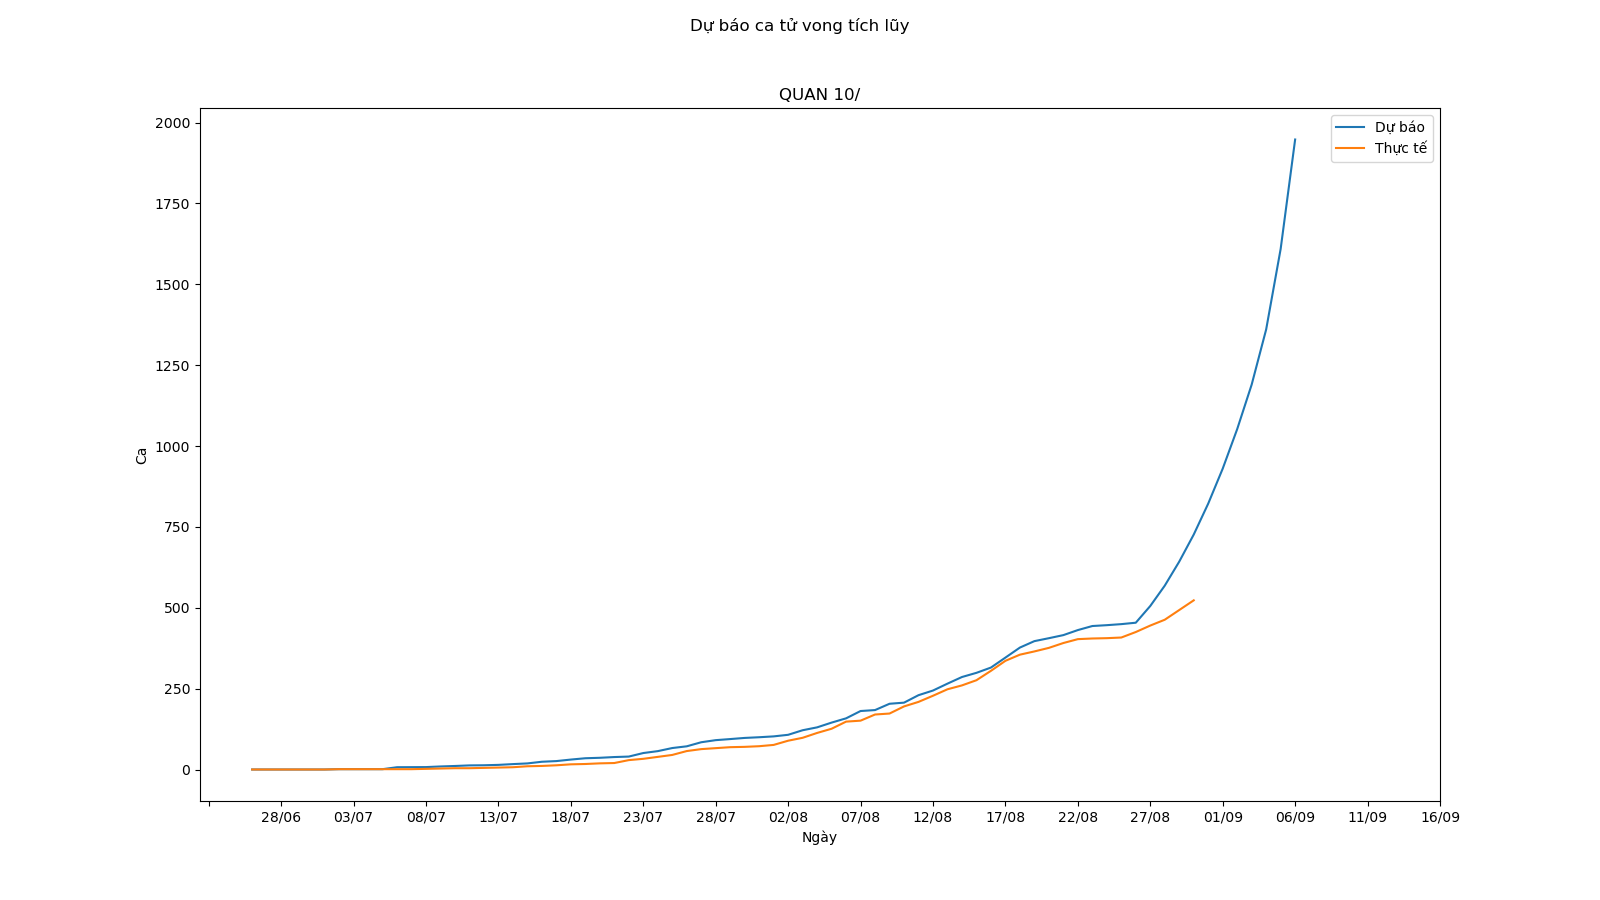 Dự báo ca tử vong tích lũy
QUAN 10/
Dự báo
Thực tế
2000
1750
1500
1250
1000
750
500
250
0
Ca
28/06 03/07 08/07 13/07 18/07 23/07 28/07 02/08 07/08 12/08 17/08 22/08 27/08 01/09 06/09 11/09 16/09
Ngày